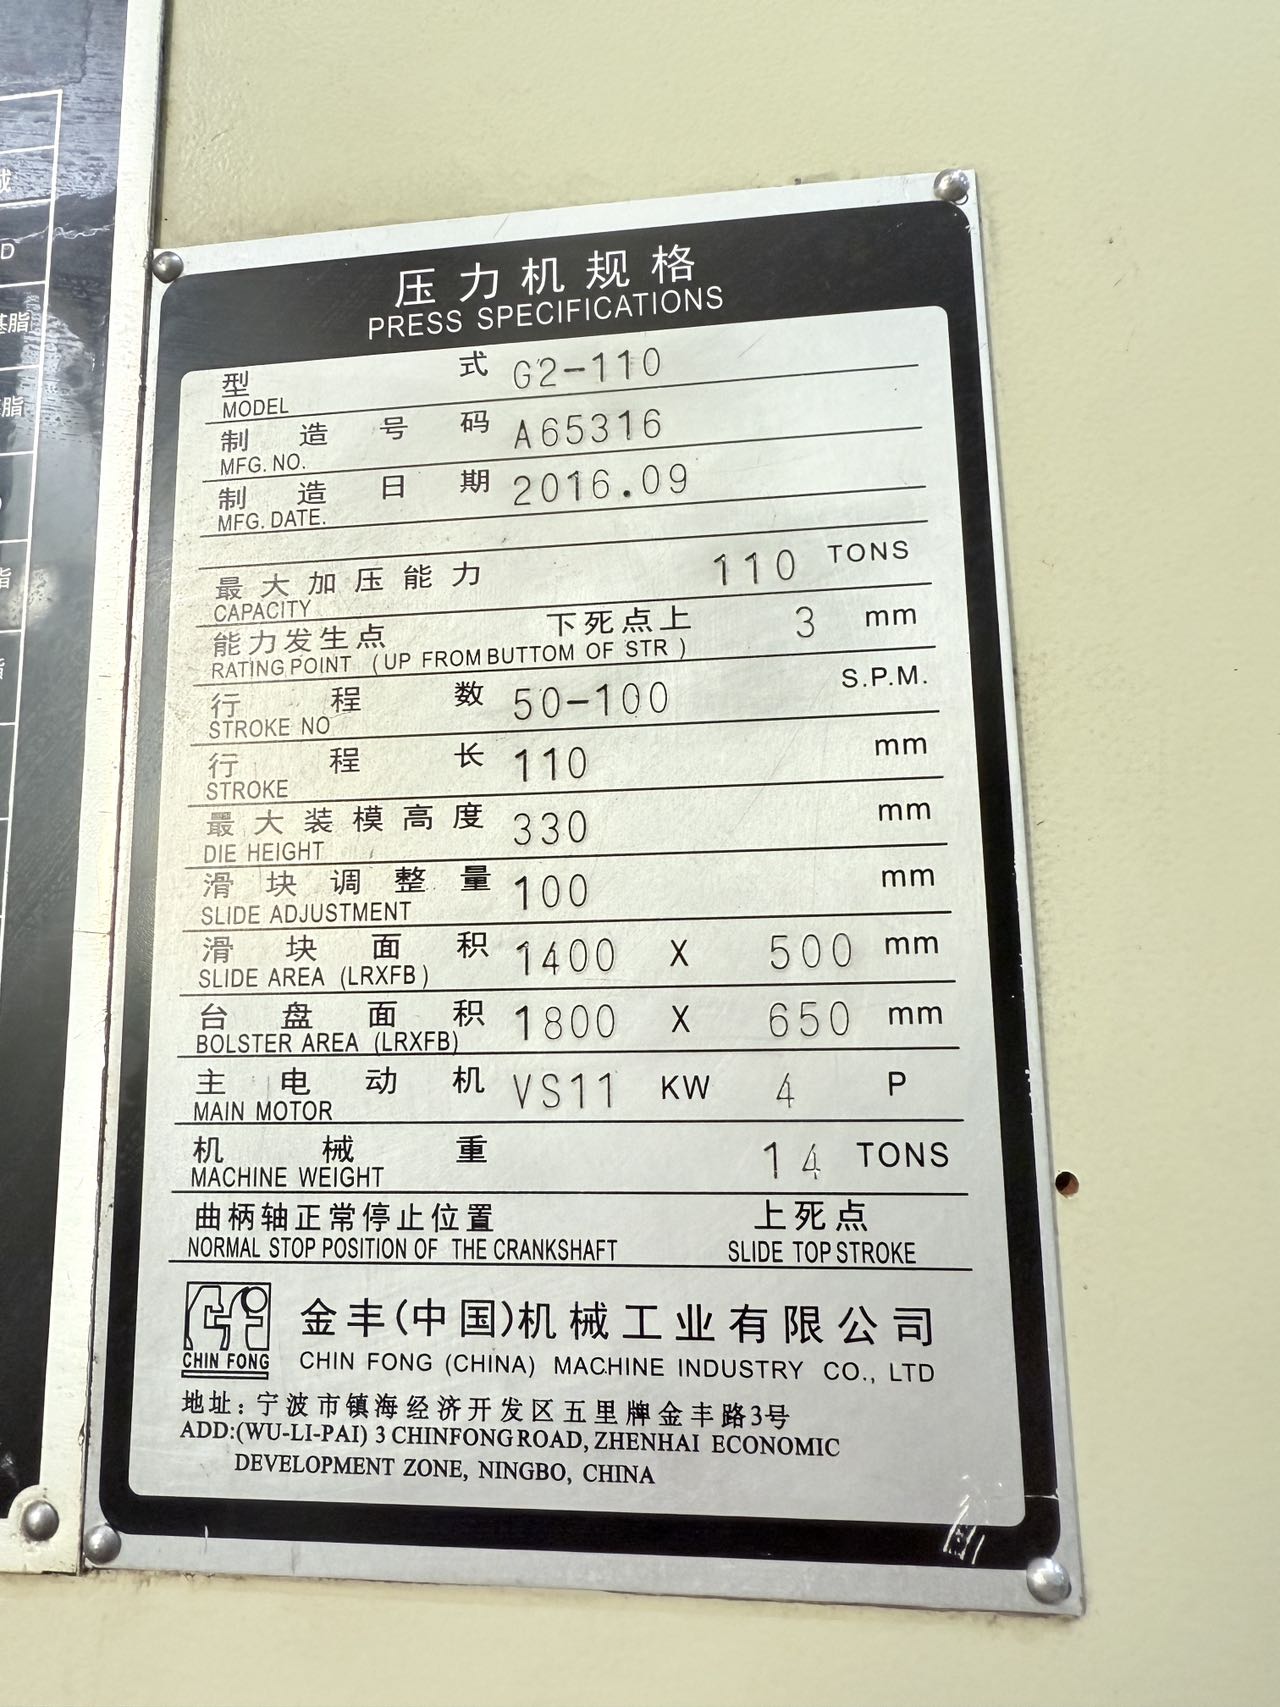 成
D
基脂
基脂
脂
脂
压力机规格
PRESS SPECIFICATIONS
型式 G2-110
MODEL
制造号码 A65316
MFG. NO.
制造日期 2016.09
MFG. DATE.
最大加压能力 110 TONS
CAPACITY
能力发生点 下死点上 3 mm
RATING POINT (UP FROM BUTTOM OF STR)
行程数 50-100 S.P.M.
STROKE NO
行程长 110 mm
STROKE
最大装模高度 330 mm
DIE HEIGHT
滑块调整量 100 mm
SLIDE ADJUSTMENT
滑块面积 1400 X 500 mm
SLIDE AREA (LRXFB)
台盘面积 1800 X 650 mm
BOLSTER AREA (LRXFB)
主电动机 VS11 KW 4 P
MAIN MOTOR
机械重 14 TONS
MACHINE WEIGHT
曲柄轴正常停止位置 上死点
NORMAL STOP POSITION OF THE CRANKSHAFT SLIDE TOP STROKE
CHIN FONG
金丰(中国)机械工业有限公司
CHIN FONG (CHINA) MACHINE INDUSTRY CO., LTD
地址：宁波市镇海经济开发区五里牌金丰路3号
ADD:(WU-LI-PAI) 3 CHINFONG ROAD, ZHENHAI ECONOMIC
DEVELOPMENT ZONE, NINGBO, CHINA